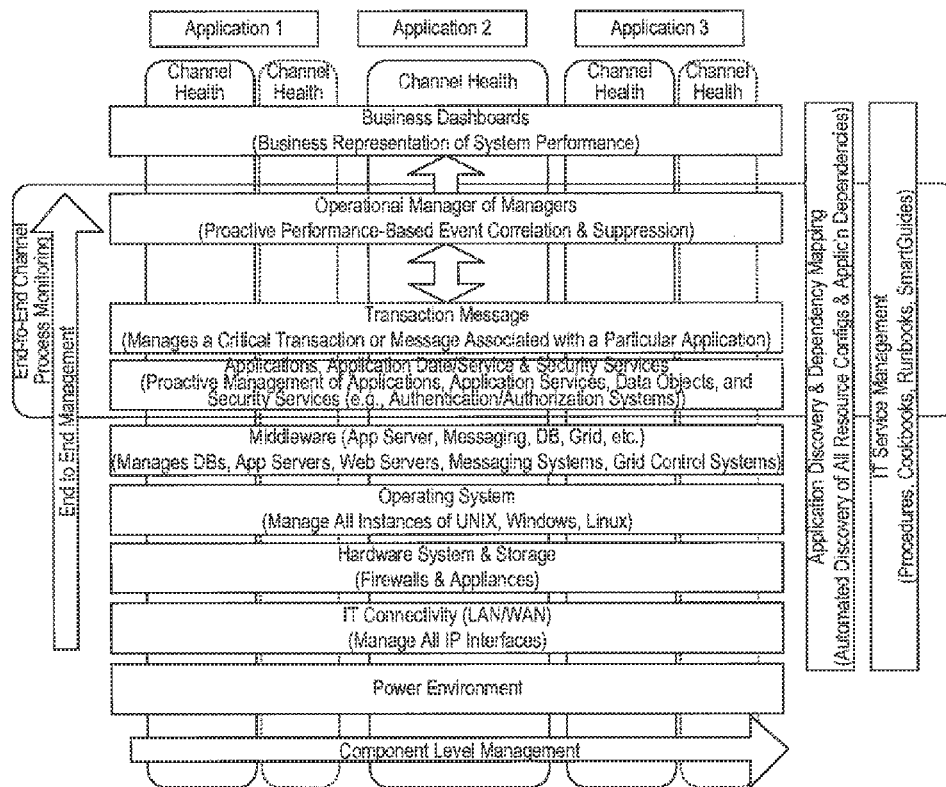 Application 1
Application 2
Application 3
Channel
Health
Channel
Health
Channel Health
Channel
Health
Channel
Health
Business Dashboards
(Business Representation of System Performance)
Operational Manager of Managers
(Proactive Performance-Based Event Correlation & Suppression)
Transaction Message
(Manages a Critical Transaction or Message Associated with a Particular Application)
Applications, Application Date/Service & Security Services
(Proactive Management of Applications, Application Services, Data Objects, and
Security Services (e.g., Authentication/Authorization Systems))
Middleware (App Server, Messaging, DB, Grid, etc.)
(Manages DBs, App Servers, Web Servers, Messaging Systems, Grid Control Systems)
Operating System
(Manage All Instances of UNIX, Windows, Linux)
Hardware System & Storage
(Firewalls & Appliances)
IT Connectivity (LAN/WAN)
(Manage All IP Interfaces)
Power Environment
Component Level Management
End-to-End Channel
Process Monitoring
End to End Management
Application Discovery & Dependency Mapping
(Automated Discovery of All Resource Configs & Applic'n Dependencies)
IT Service Management
(Procedures, Cookbooks, Runbooks, SmartGuides)